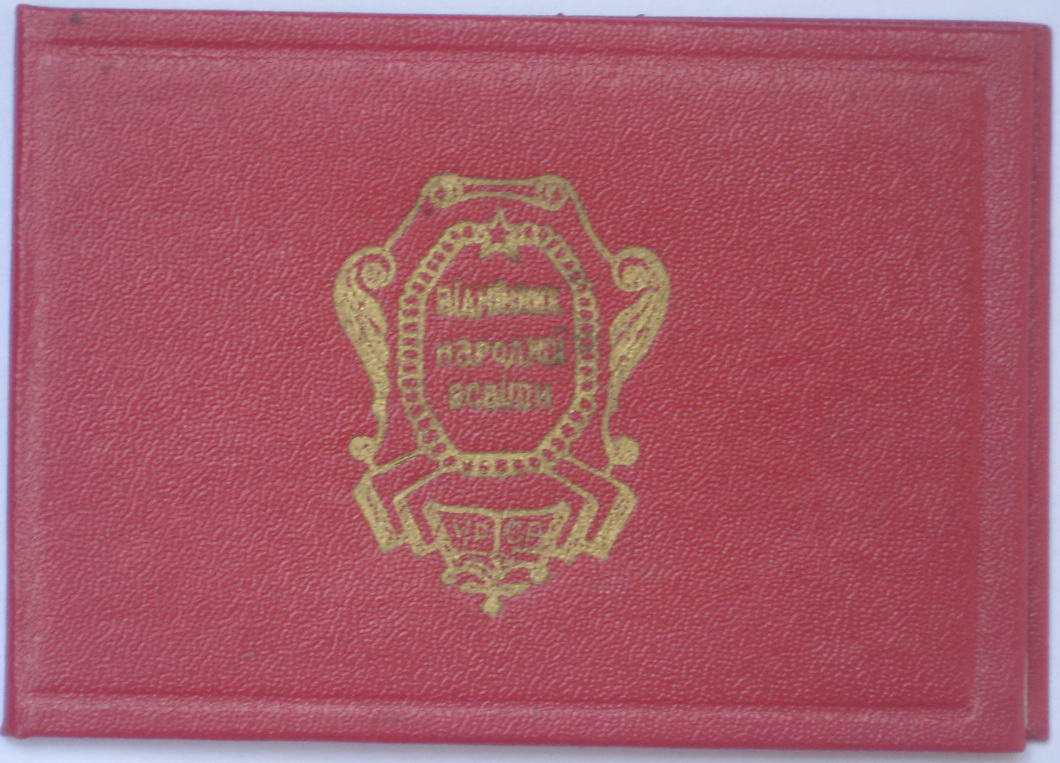 Відмінник
народної
освіти
УРСР